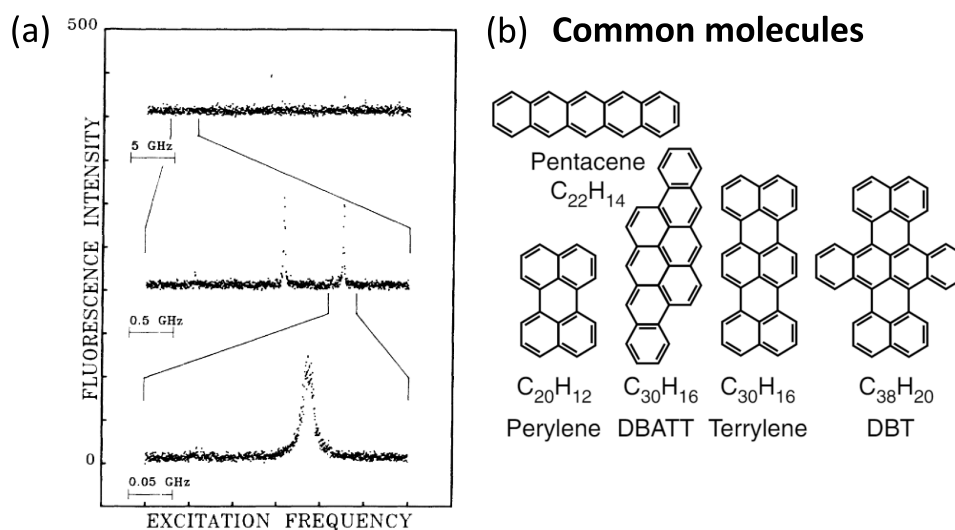 (a)
500
FLUORESCENCE INTENSITY
5 GHz
0.5 GHz
0
0.05 GHz
EXCITATION FREQUENCY
(b) Common molecules
Pentacene
C22H14
C20H12 C30H16 C30H16 C38H20
Perylene DBATT Terrylene DBT